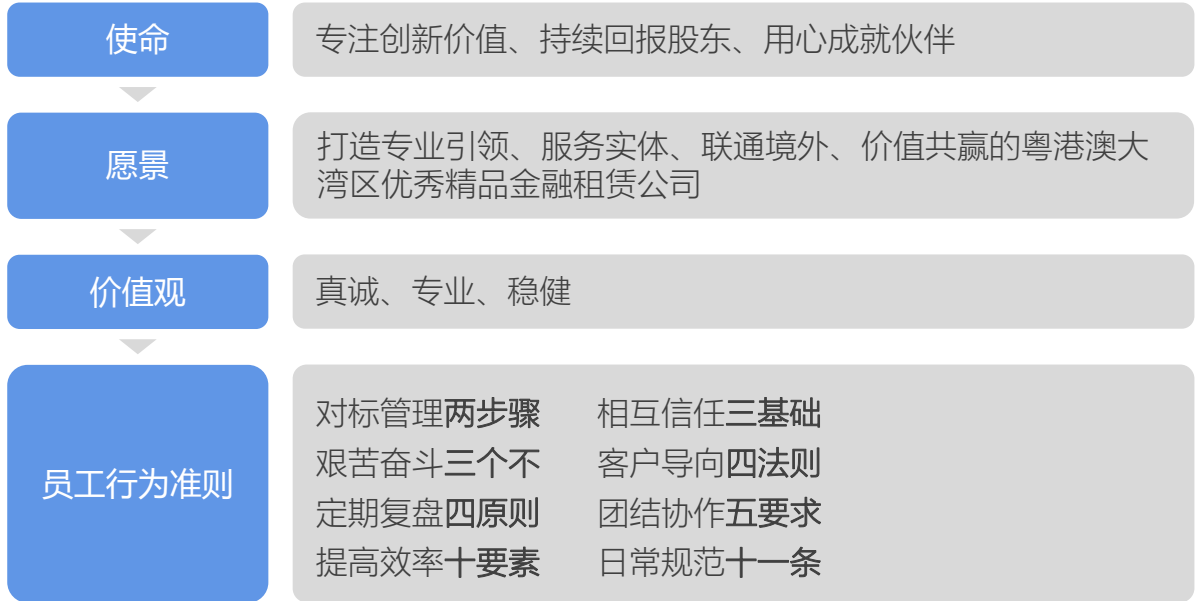 使命
专注创新价值、持续回报股东、用心成就伙伴
愿景
打造专业引领、服务实体、联通境外、价值共赢的粤港澳大
湾区优秀精品金融租赁公司
价值观
真诚、专业、稳健
员工行为准则
对标管理两步骤 相互信任三基础
艰苦奋斗三个不 客户导向四法则
定期复盘四原则 团结协作五要求
提高效率十要素 日常规范十一条